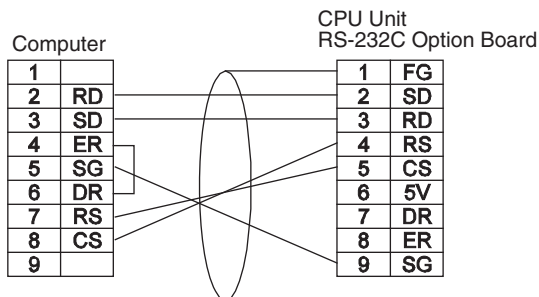 CPU Unit
RS-232C Option Board
Computer
1
2 RD
3 SD
4 ER
5 SG
6 DR
7 RS
8 CS
9
1 FG
2 SD
3 RD
4 RS
5 CS
6 5V
7 DR
8 ER
9 SG